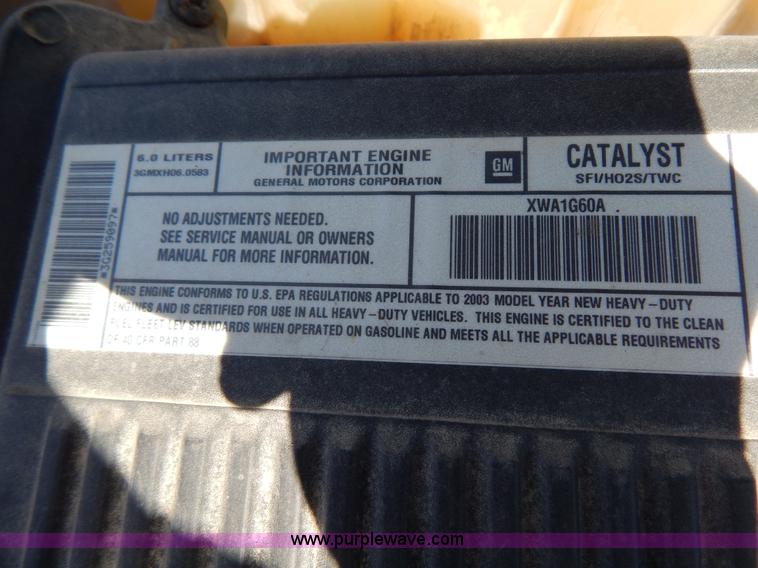 6.0 LITERS
3GMXH06.0583
IMPORTANT ENGINE
INFORMATION
GENERAL MOTORS CORPORATION
GM
CATALYST
SFI/HO2S/TWC
*3G259097*
NO ADJUSTMENTS NEEDED.
SEE SERVICE MANUAL OR OWNERS
MANUAL FOR MORE INFORMATION.
XWA1G60A
THIS ENGINE CONFORMS TO U.S. EPA REGULATIONS APPLICABLE TO 2003 MODEL YEAR NEW HEAVY-DUTY
ENGINES AND IS CERTIFIED FOR USE IN ALL HEAVY-DUTY VEHICLES. THIS ENGINE IS CERTIFIED TO THE CLEAN
FUEL FLEET LEV STANDARDS WHEN OPERATED ON GASOLINE AND MEETS ALL THE APPLICABLE REQUIREMENTS
OF 40 CFR PART 88
www.purplewave.com